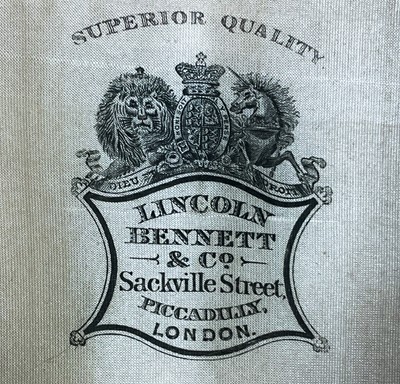 SUPERIOR QUALITY
DIEU DROIT
LINCOLN
BENNETT
& Co
Sackville Street,
PICCADILLY,
LONDON.